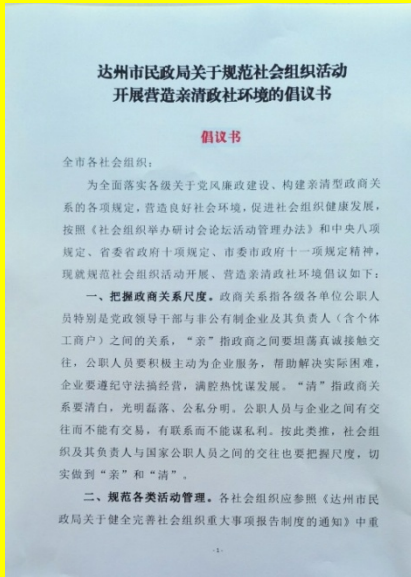 达州市民政局关于规范社会组织活动
开展营造亲清政社环境的倡议书
倡议书
全市各社会组织：
为全面落实各级关于党风廉政建设、构建亲清型政商关
系的各项规定，营造良好社会环境，促进社会组织健康发展，
按照《社会组织举办研讨会论坛活动管理办法》和中央八项
规定、省委省政府十项规定、市委市政府十一项规定精神，
现就规范社会组织活动开展、营造亲清政社环境倡议如下：
一、把握政商关系尺度。政商关系指各级各单位公职人
员特别是党政领导干部与非公有制企业及其负责人（含个体
工商户）之间的关系，“亲”指政商之间要坦荡真诚接触交
往，公职人员要积极主动为企业服务，帮助解决实际困难，
企业要遵纪守法搞经营，满腔热忱谋发展。“清”指政商关
系要清白，光明磊落、公私分明。公职人员与企业之间有交
往而不能有交易，有联系而不能谋私利。按此类推，社会组
织及其负责人与国家公职人员之间的交往也要把握尺度，切
实做到“亲”和“清”。
二、规范各类活动管理。各社会组织应参照《达州市民
政局关于健全完善社会组织重大事项报告制度的通知》中重
-1-